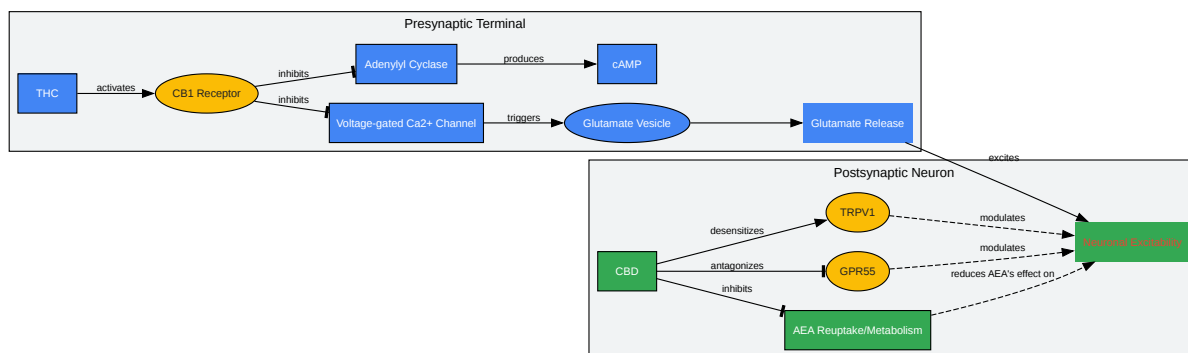 Presynaptic Terminal
THC
activates
CB1 Receptor
inhibits
inhibits
Adenylyl Cyclase
produces
cAMP
Voltage-gated Ca2+ Channel
triggers
Glutamate Vesicle
Glutamate Release
excites
Postsynaptic Neuron
CBD
desensitizes
TRPV1
modulates
antagonizes
GPR55
modulates
Neuronal Excitability
inhibits
AEA Reuptake/Metabolism
reduces AEA's effect on